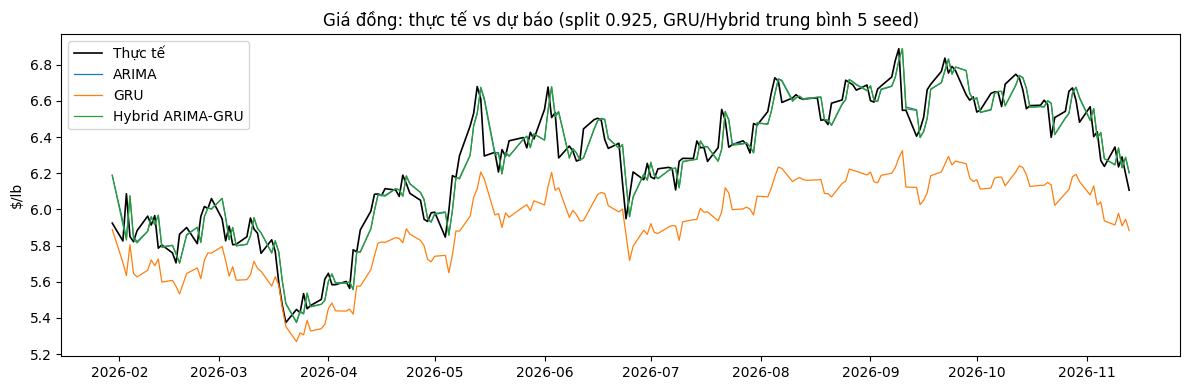 Giá đồng: thực tế vs dự báo (split 0.925, GRU/Hybrid trung bình 5 seed)
Thực tế
ARIMA
GRU
Hybrid ARIMA-GRU
$/lb
6.8
6.6
6.4
6.2
6.0
5.8
5.6
5.4
5.2
2026-02 2026-03 2026-04 2026-05 2026-06 2026-07 2026-08 2026-09 2026-10 2026-11